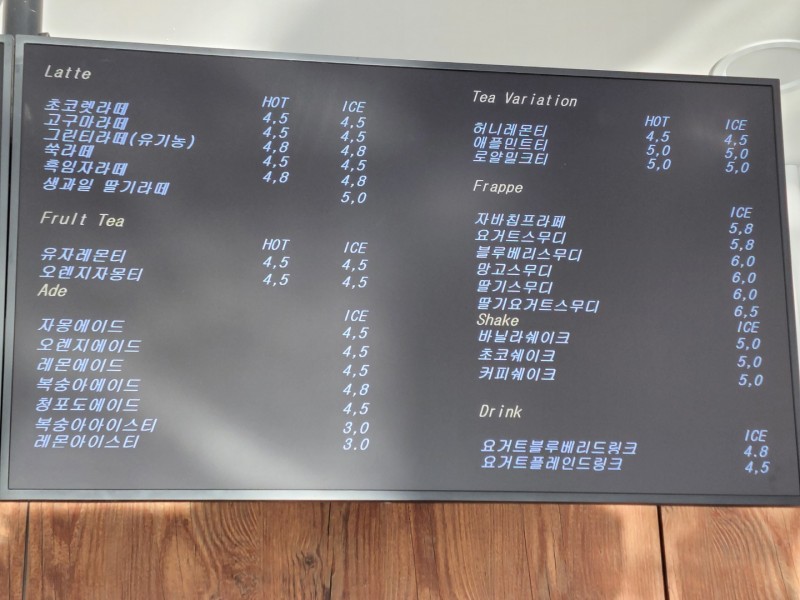 Latte
HOT ICE
초코렛라떼 4,5 4,5
고구마라떼 4,5 4,5
그린티라떼(유기농) 4,8 4,8
쑥라떼 4,5 4,5
흑임자라떼 4,8 4,8
생과일 딸기라떼 5,0
Fruit Tea
HOT ICE
유자레몬티 4,5 4,5
오렌지자몽티 4,5 4,5
Ade
ICE
자몽에이드 4,5
오렌지에이드 4,5
레몬에이드 4,5
복숭아에이드 4,8
청포도에이드 4,5
복숭아아이스티 3,0
레몬아이스티 3.0
Tea Variation
HOT ICE
허니레몬티 4,5 4,5
애플민트티 5,0 5,0
로얄밀크티 5,0 5,0
Frappe
ICE
자바칩프라페 5,8
요거트스무디 5,8
블루베리스무디 6,0
망고스무디 6,0
딸기스무디 6,0
딸기요거트스무디 6,5
Shake
ICE
바닐라쉐이크 5,0
초코쉐이크 5,0
커피쉐이크 5,0
Drink
ICE
요거트블루베리드링크 4.8
요거트플레인드링크 4,5